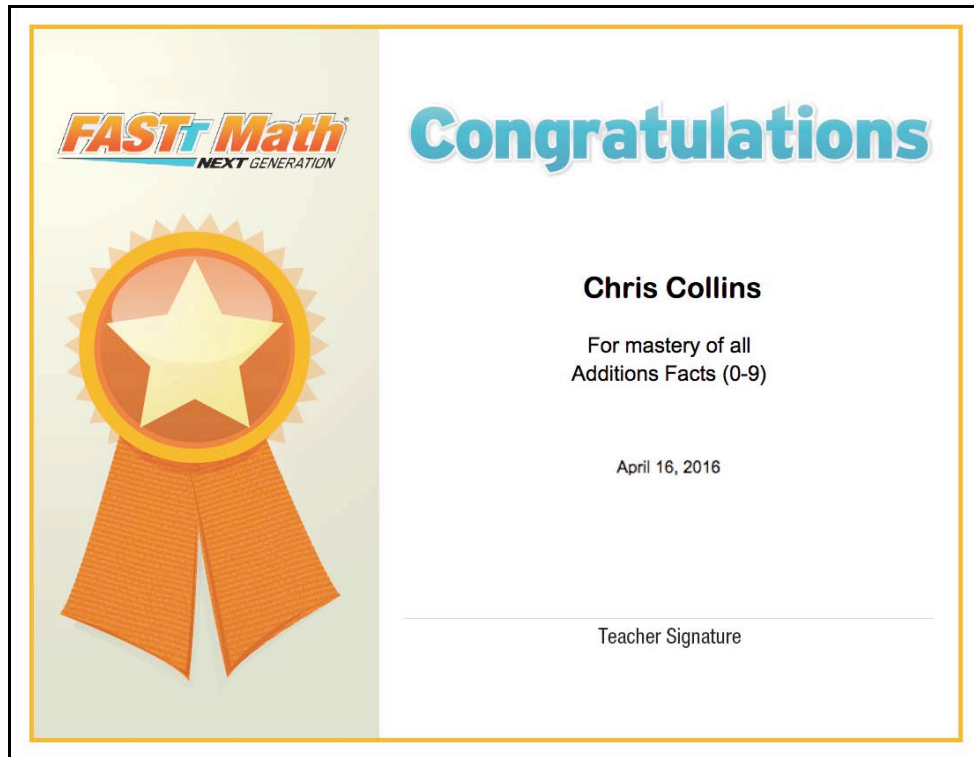 FASTT Math®
NEXT GENERATION
Congratulations
Chris Collins
For mastery of all
Additions Facts (0-9)
April 16, 2016
Teacher Signature